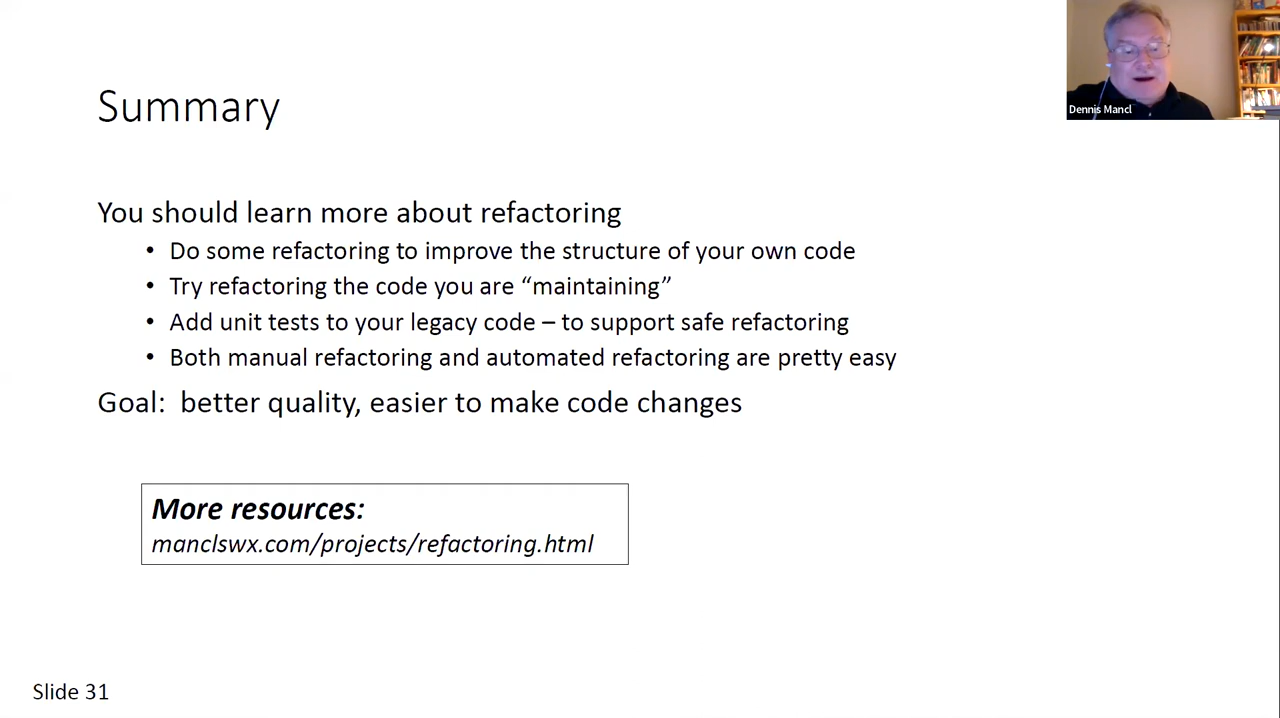 Dennis Mancl
Summary
You should learn more about refactoring
• Do some refactoring to improve the structure of your own code
• Try refactoring the code you are “maintaining”
• Add unit tests to your legacy code – to support safe refactoring
• Both manual refactoring and automated refactoring are pretty easy
Goal:  better quality, easier to make code changes
More resources:
manclswx.com/projects/refactoring.html
Slide 31